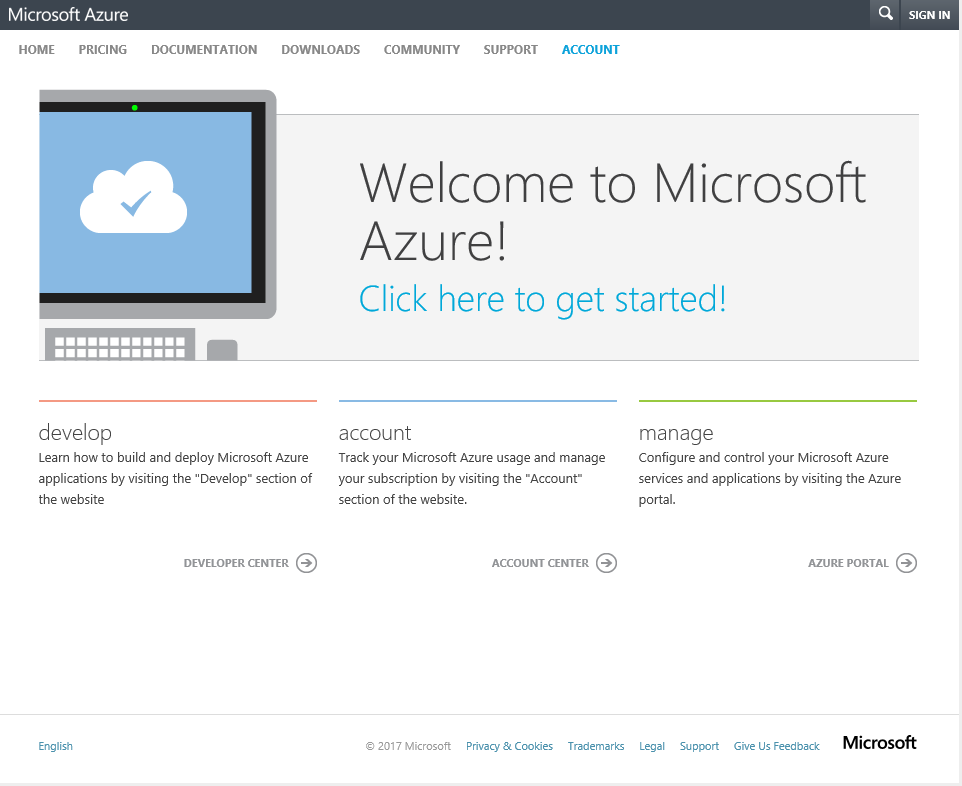 Microsoft Azure
SIGN IN
HOME PRICING DOCUMENTATION DOWNLOADS COMMUNITY SUPPORT ACCOUNT
Welcome to Microsoft
Azure!
Click here to get started!
develop
Learn how to build and deploy Microsoft Azure
applications by visiting the "Develop" section of
the website
DEVELOPER CENTER
account
Track your Microsoft Azure usage and manage
your subscription by visiting the "Account"
section of the website.
ACCOUNT CENTER
manage
Configure and control your Microsoft Azure
services and applications by visiting the Azure
portal.
AZURE PORTAL
English
© 2017 Microsoft Privacy & Cookies Trademarks Legal Support Give Us Feedback Microsoft